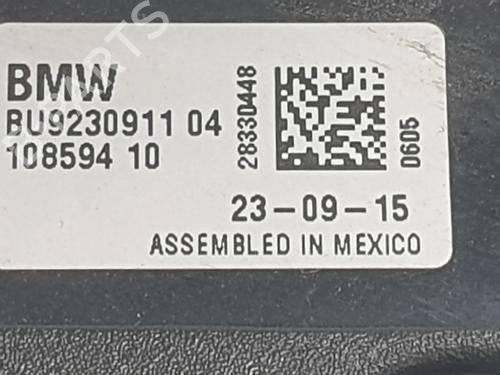 BMW
BU9230911 04
108594 10
28330448
0605
23-09-15
ASSEMBLED IN MEXICO